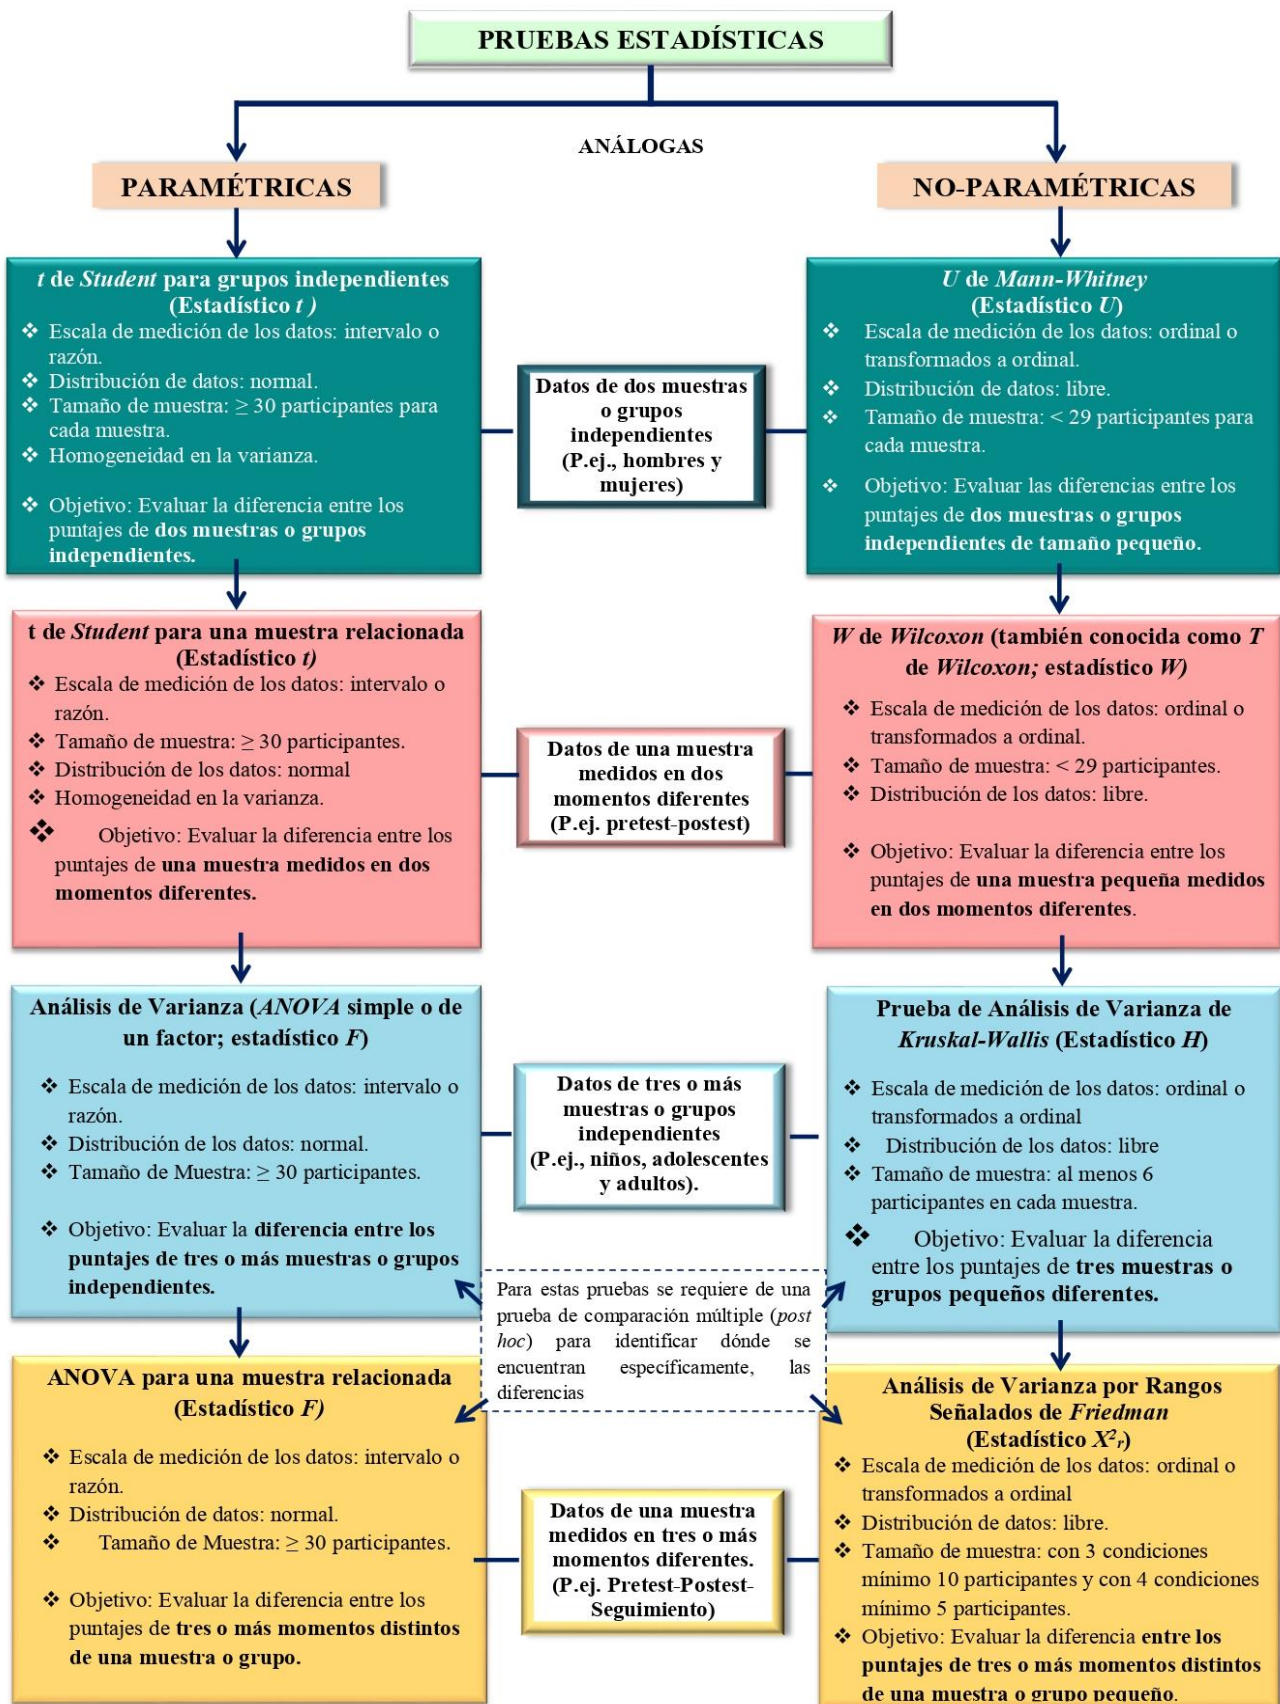 PRUEBAS ESTADÍSTICAS
ANÁLOGAS
PARAMÉTRICAS
NO-PARAMÉTRICAS
t de Student para grupos independientes
(Estadístico t )
❖ Escala de medición de los datos: intervalo o
razón.
❖ Distribución de datos: normal.
❖ Tamaño de muestra: ≥ 30 participantes para
cada muestra.
❖ Homogeneidad en la varianza.
❖ Objetivo: Evaluar la diferencia entre los
puntajes de dos muestras o grupos
independientes.
Datos de dos muestras
o grupos
independientes
(P.ej., hombres y
mujeres)
U de Mann-Whitney
(Estadístico U)
❖ Escala de medición de los datos: ordinal o
transformados a ordinal.
❖ Distribución de datos: libre.
❖ Tamaño de muestra: < 29 participantes para
cada muestra.
❖ Objetivo: Evaluar las diferencias entre los
puntajes de dos muestras o grupos
independientes de tamaño pequeño.
t de Student para una muestra relacionada
(Estadístico t)
❖ Escala de medición de los datos: intervalo o
razón.
❖ Tamaño de muestra: ≥ 30 participantes.
❖ Distribución de los datos: normal
❖ Homogeneidad en la varianza.
❖ Objetivo: Evaluar la diferencia entre los
puntajes de una muestra medidos en dos
momentos diferentes.
Datos de una muestra
medidos en dos
momentos diferentes
(P.ej. pretest-postest)
W de Wilcoxon (también conocida como T
de Wilcoxon; estadístico W)
❖ Escala de medición de los datos: ordinal o
transformados a ordinal.
❖ Tamaño de muestra: < 29 participantes.
❖ Distribución de los datos: libre.
❖ Objetivo: Evaluar la diferencia entre los
puntajes de una muestra pequeña medidos
en dos momentos diferentes.
Análisis de Varianza (ANOVA simple o de
un factor; estadístico F)
❖ Escala de medición de los datos: intervalo o
razón.
❖ Distribución de los datos: normal.
❖ Tamaño de Muestra: ≥ 30 participantes.
❖ Objetivo: Evaluar la diferencia entre los
puntajes de tres o más muestras o grupos
independientes.
Datos de tres o más
muestras o grupos
independientes
(P.ej., niños, adolescentes
y adultos).
Prueba de Análisis de Varianza de
Kruskal-Wallis (Estadístico H)
❖ Escala de medición de los datos: ordinal o
transformados a ordinal
❖ Distribución de los datos: libre
❖ Tamaño de muestra: al menos 6
participantes en cada muestra.
❖ Objetivo: Evaluar la diferencia
entre los puntajes de tres muestras o
grupos pequeños diferentes.
Para estas pruebas se requiere de una
prueba de comparación múltiple (post
hoc) para identificar dónde se
encuentran específicamente, las
diferencias
ANOVA para una muestra relacionada
(Estadístico F)
❖ Escala de medición de los datos: intervalo o
razón.
❖ Distribución de datos: normal.
❖ Tamaño de Muestra: ≥ 30 participantes.
❖ Objetivo: Evaluar la diferencia entre los
puntajes de tres o más momentos distintos
de una muestra o grupo.
Datos de una muestra
medidos en tres o más
momentos diferentes.
(P.ej. Pretest-Postest-
Seguimiento)
Análisis de Varianza por Rangos
Señalados de Friedman
(Estadístico X²r)
❖ Escala de medición de los datos: ordinal o
transformados a ordinal
❖ Distribución de datos: libre.
❖ Tamaño de muestra: con 3 condiciones
mínimo 10 participantes y con 4 condiciones
mínimo 5 participantes.
❖ Objetivo: Evaluar la diferencia entre los
puntajes de tres o más momentos distintos
de una muestra o grupo pequeño.